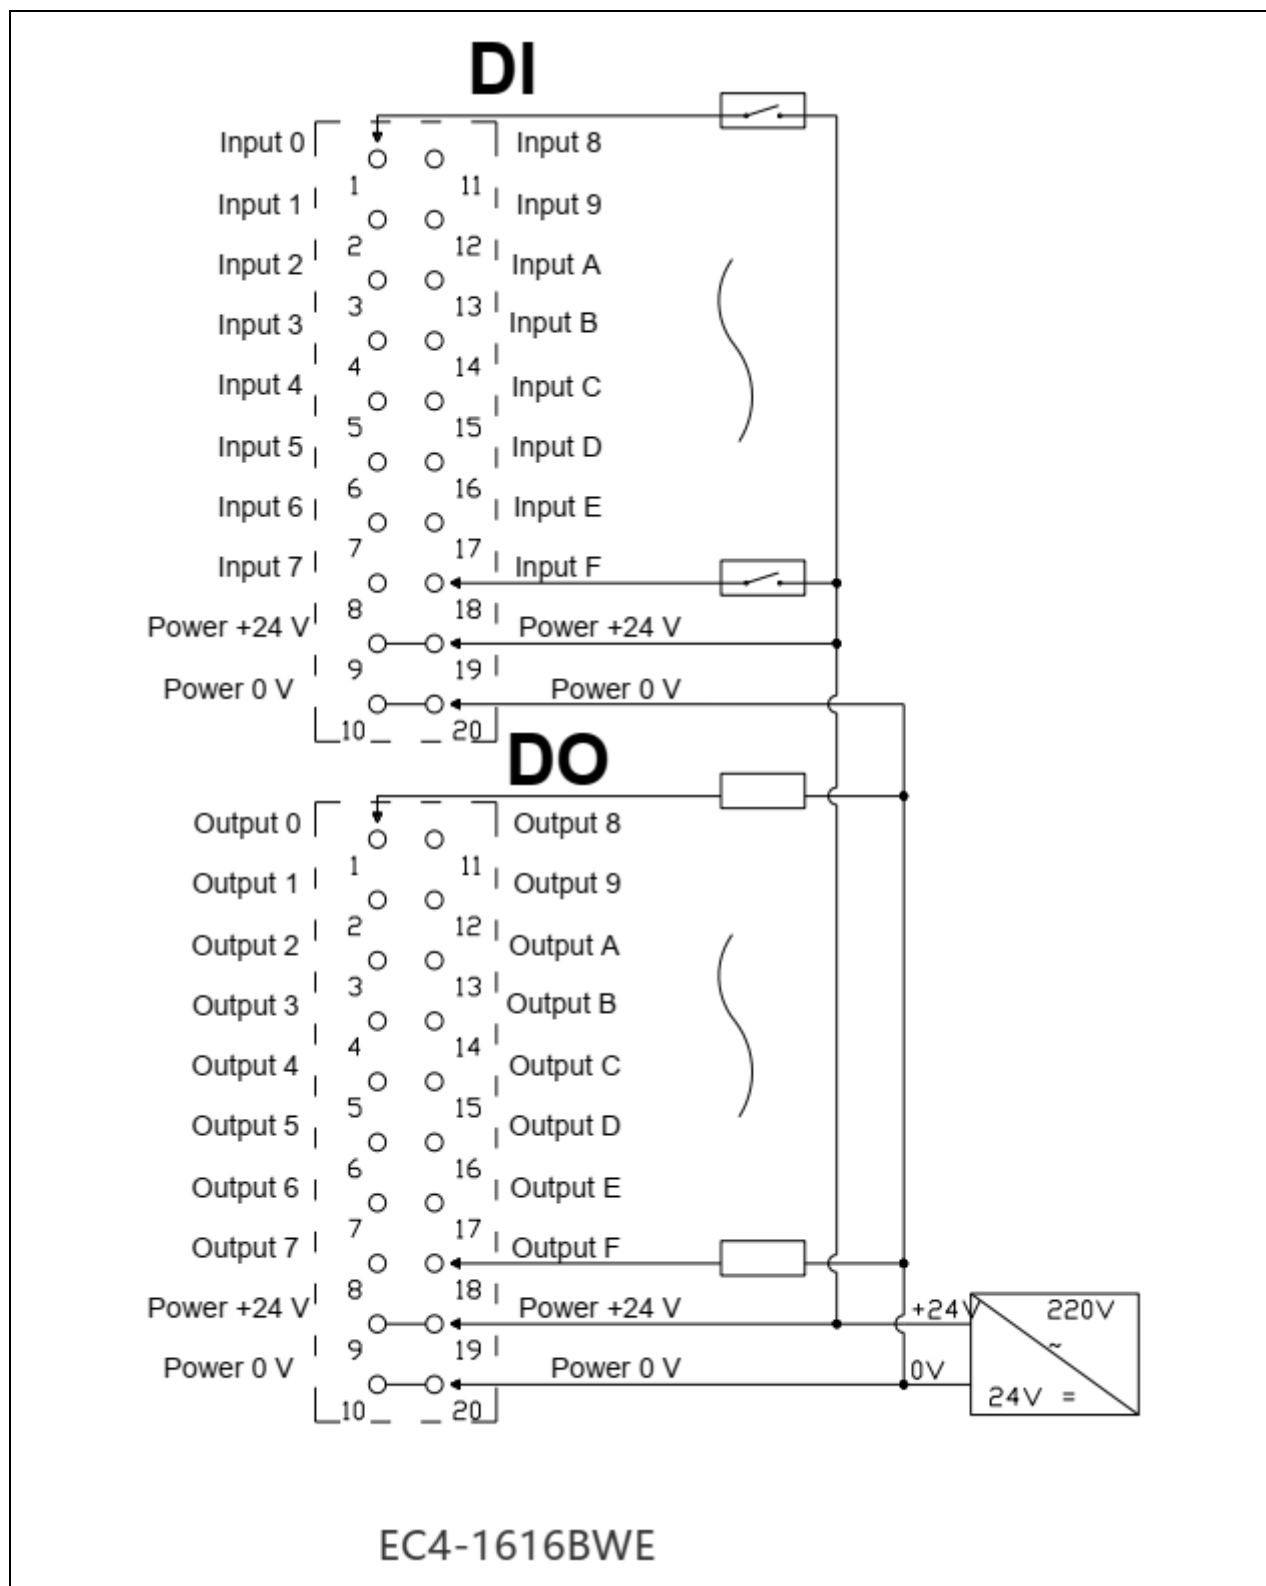 DI
Input 0 Input 8
1 11
Input 1 Input 9
2 12
Input 2 Input A
3 13
Input 3 Input B
4 14
Input 4 Input C
5 15
Input 5 Input D
6 16
Input 6 Input E
7 17
Input 7 Input F
8 18
Power +24 V Power +24 V
9 19
Power 0 V Power 0 V
10 20
DO
Output 0 Output 8
1 11
Output 1 Output 9
2 12
Output 2 Output A
3 13
Output 3 Output B
4 14
Output 4 Output C
5 15
Output 5 Output D
6 16
Output 6 Output E
7 17
Output 7 Output F
8 18
Power +24 V Power +24 V +24V 220V
~
9 19
Power 0 V Power 0 V 0V
24V =
10 20
EC4-1616BWE